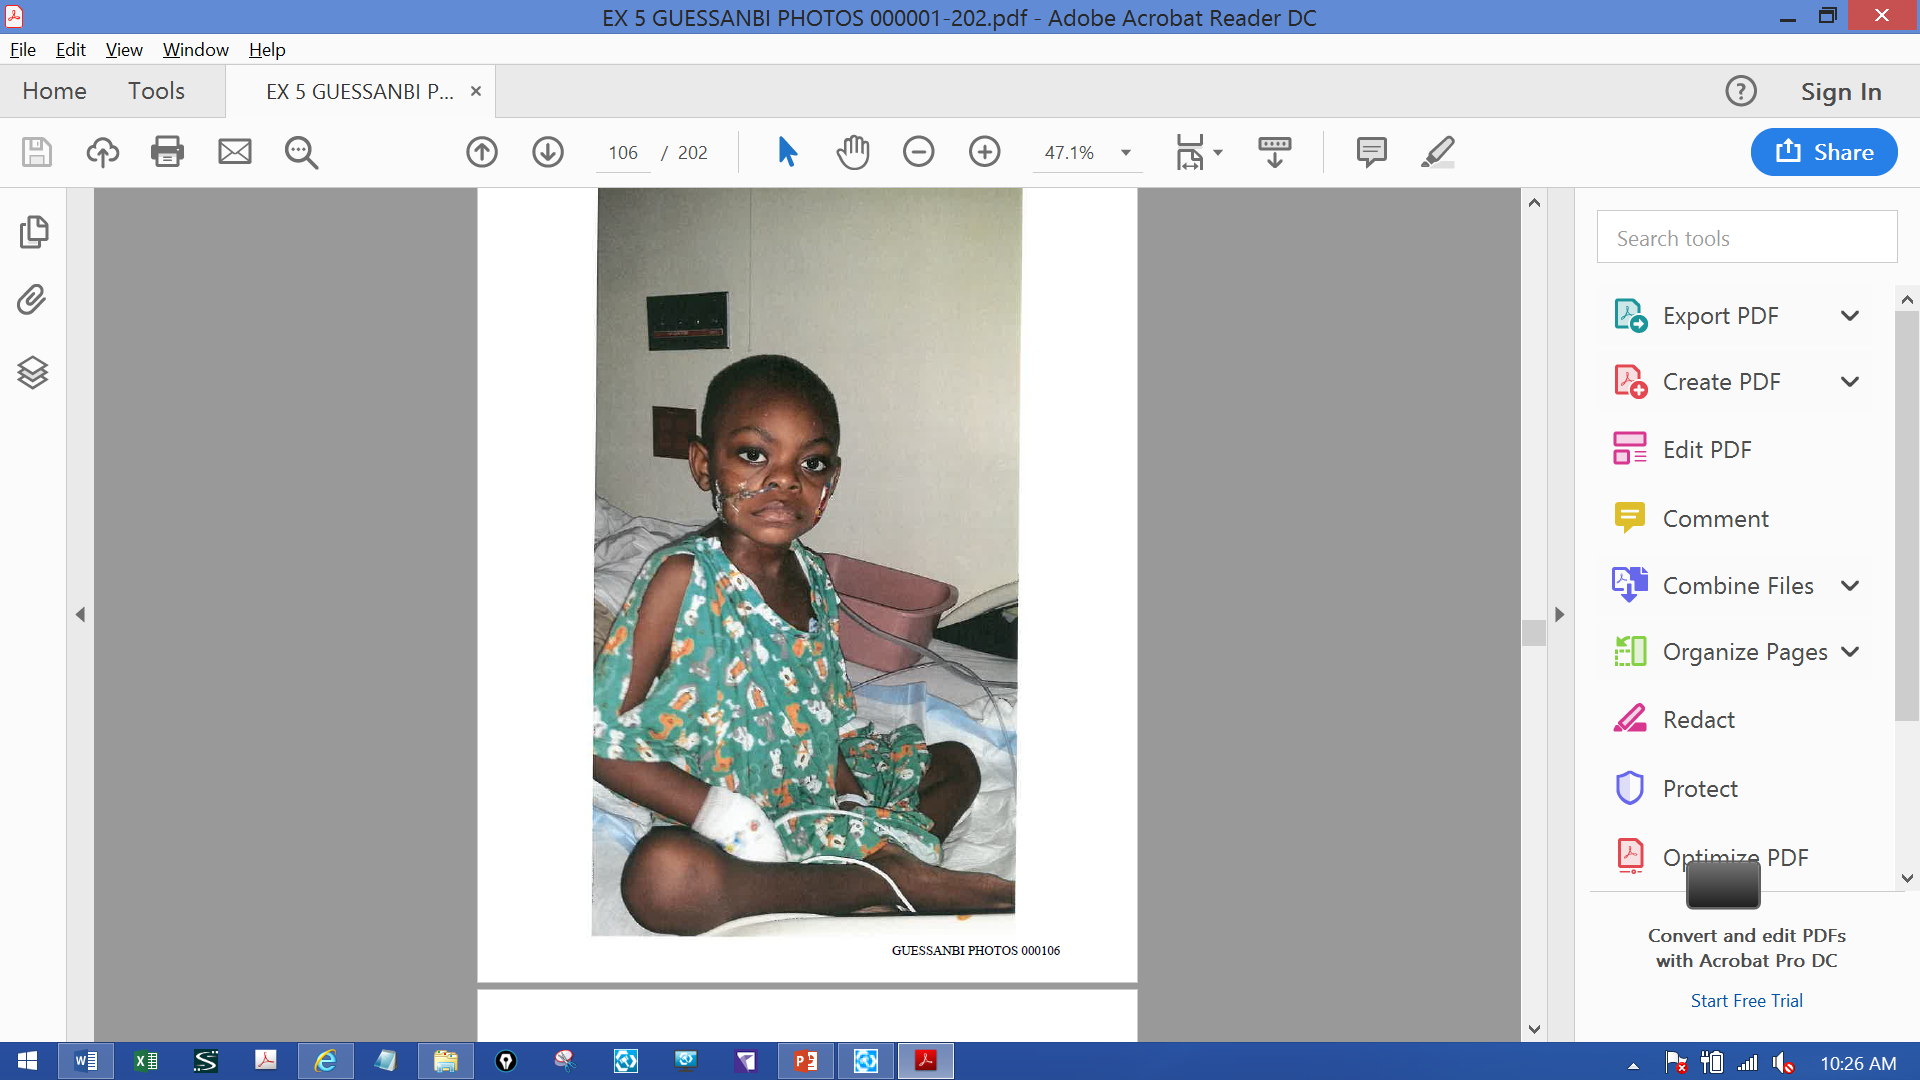 EX 5 GUESSANBI PHOTOS 000001-202.pdf - Adobe Acrobat Reader DC
File Edit View Window Help
Home Tools EX 5 GUESSANBI P... × ? Sign In
106 / 202 47.1% Share
Search tools
Export PDF
Create PDF
Edit PDF
Comment
Combine Files
Organize Pages
Redact
Protect
Optimize PDF
Convert and edit PDFs
with Acrobat Pro DC
Start Free Trial
GUESSANBI PHOTOS 000106
10:26 AM